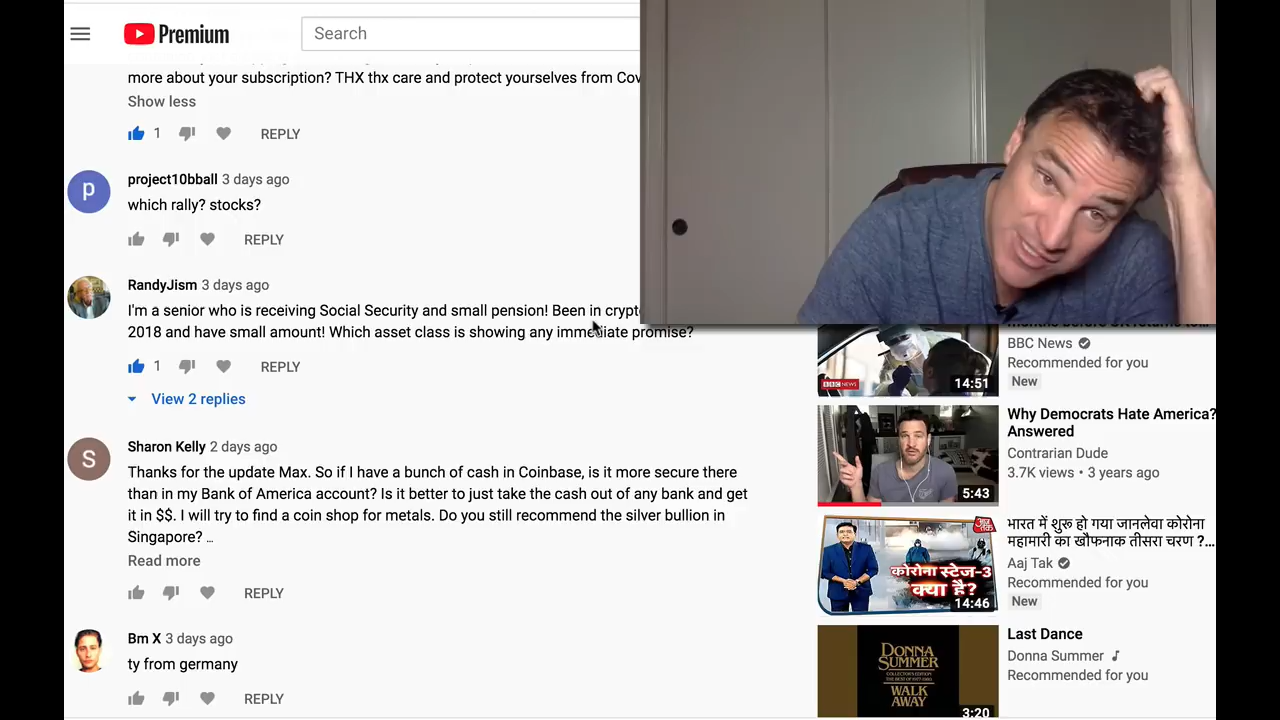 Premium
Search
more about your subscription? THX thx care and protect yourselves from Cov
Show less
1
REPLY
p
project10bball 3 days ago
which rally? stocks?
REPLY
RandyJism 3 days ago
I'm a senior who is receiving Social Security and small pension! Been in crypt
2018 and have small amount! Which asset class is showing any immediate promise?
1
REPLY
View 2 replies
S
Sharon Kelly 2 days ago
Thanks for the update Max. So if I have a bunch of cash in Coinbase, is it more secure there
than in my Bank of America account? Is it better to just take the cash out of any bank and get
it in $$. I will try to find a coin shop for metals. Do you still recommend the silver bullion in
Singapore? …
Read more
REPLY
Bm X 3 days ago
ty from germany
REPLY
BBC News
Recommended for you
New
BBC NEWS
14:51
Why Democrats Hate America?
Answered
Contrarian Dude
3.7K views • 3 years ago
5:43
भारत में शुरू हो गया जानलेवा कोरोना
महामारी का खौफनाक तीसरा चरण ?...
Aaj Tak
Recommended for you
New
आज तक
कोरोना स्टेज-3
क्या है?
14:46
Last Dance
Donna Summer
Recommended for you
DONNA
SUMMER
WALK
AWAY
3:20